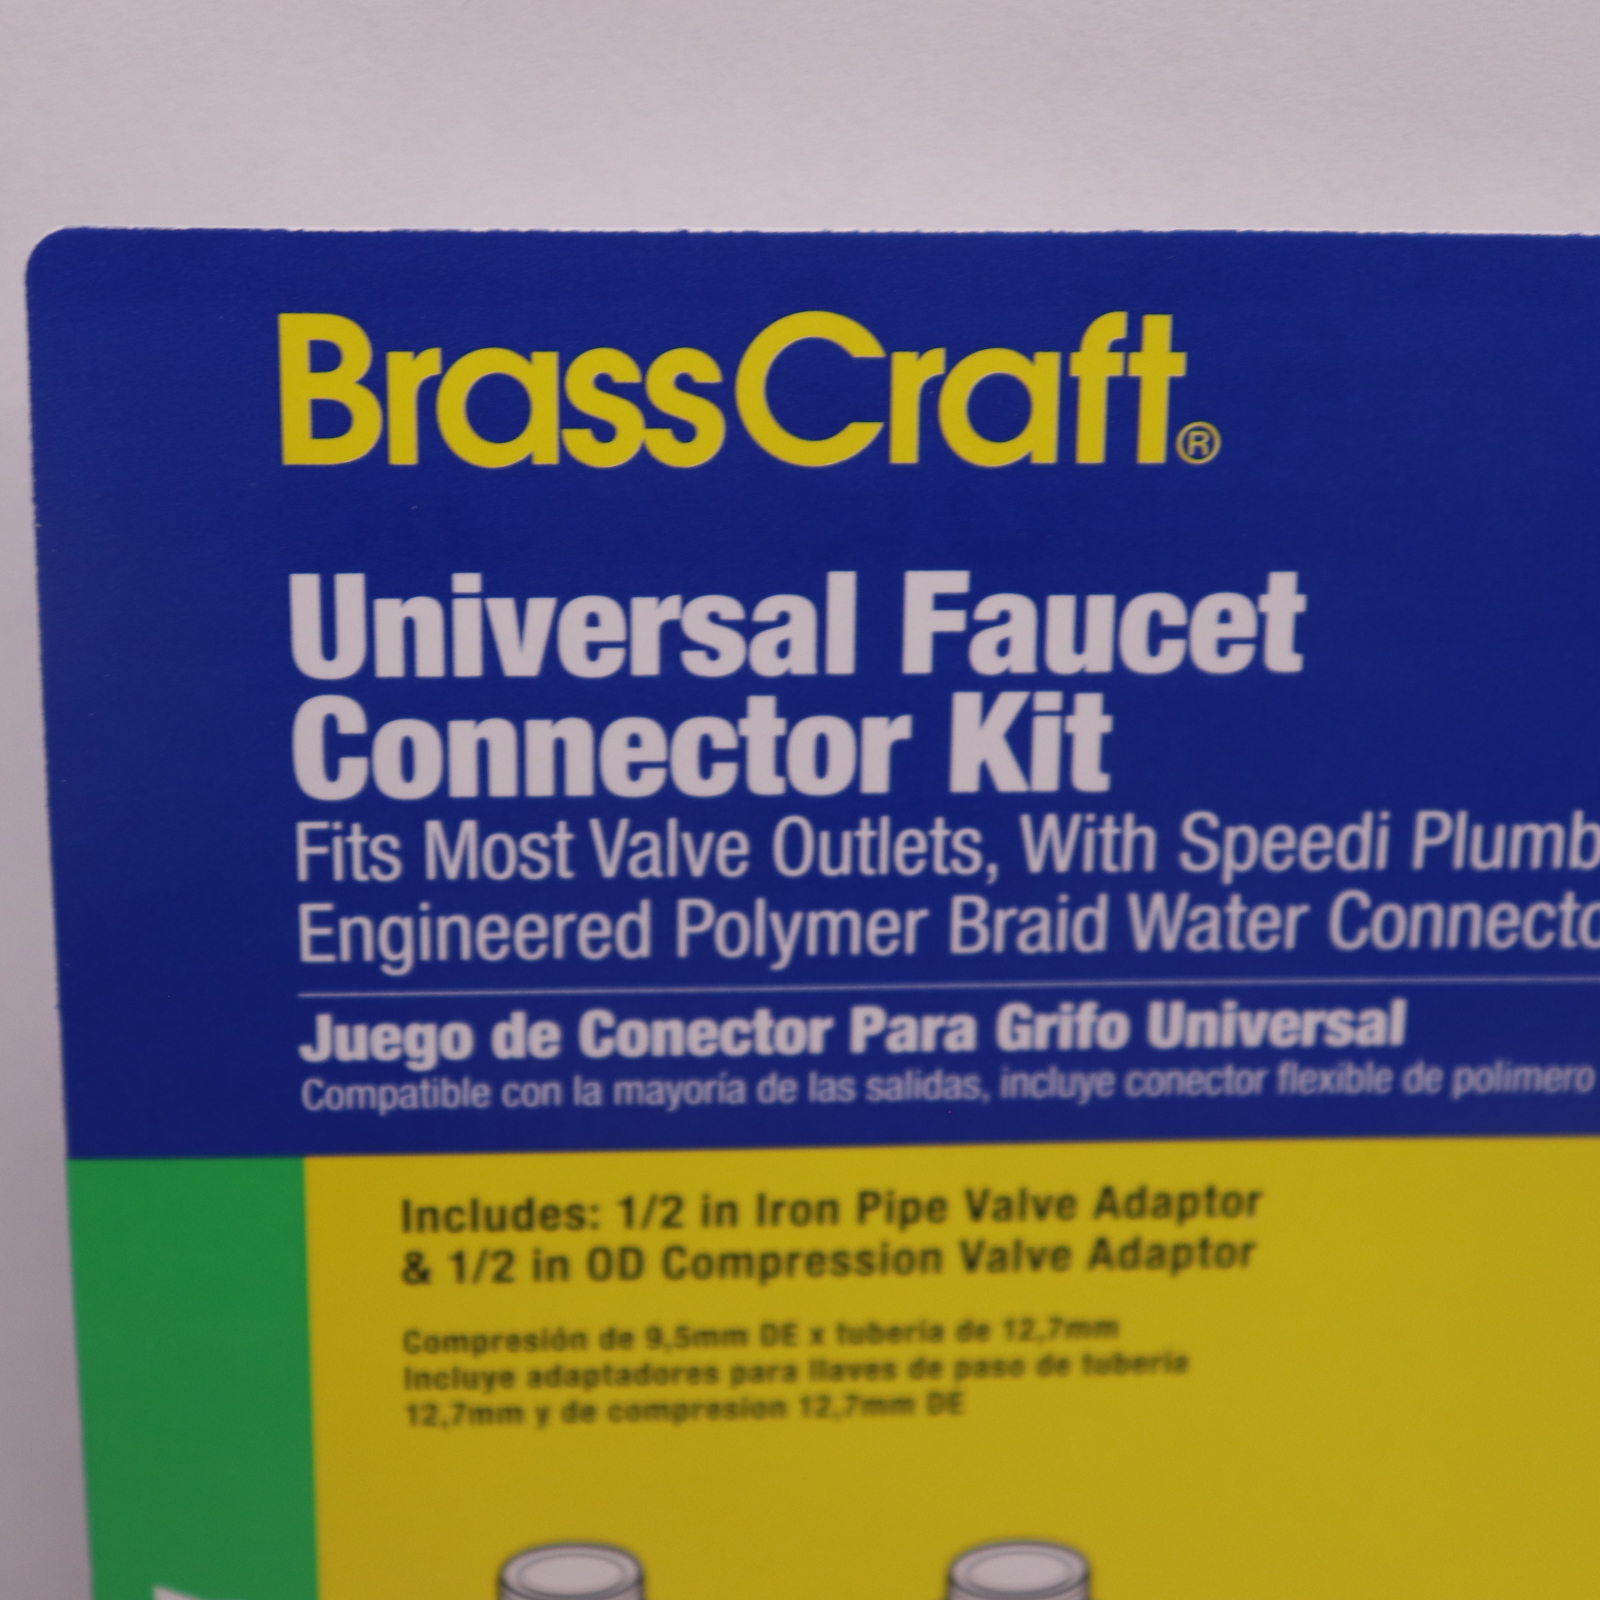 BrassCraft®
Universal Faucet
Connector Kit
Fits Most Valve Outlets, With Speedi Plumb
Engineered Polymer Braid Water Connecto
Juego de Conector Para Grifo Universal
Compatible con la mayoría de las salidas, incluye conector flexible de polimero
Includes: 1/2 in Iron Pipe Valve Adaptor
& 1/2 in OD Compression Valve Adaptor
Compresión de 9,5mm DE x tubería de 12,7mm
Incluye adaptadores para llaves de paso de tubería
12,7mm y de compresion 12,7mm DE